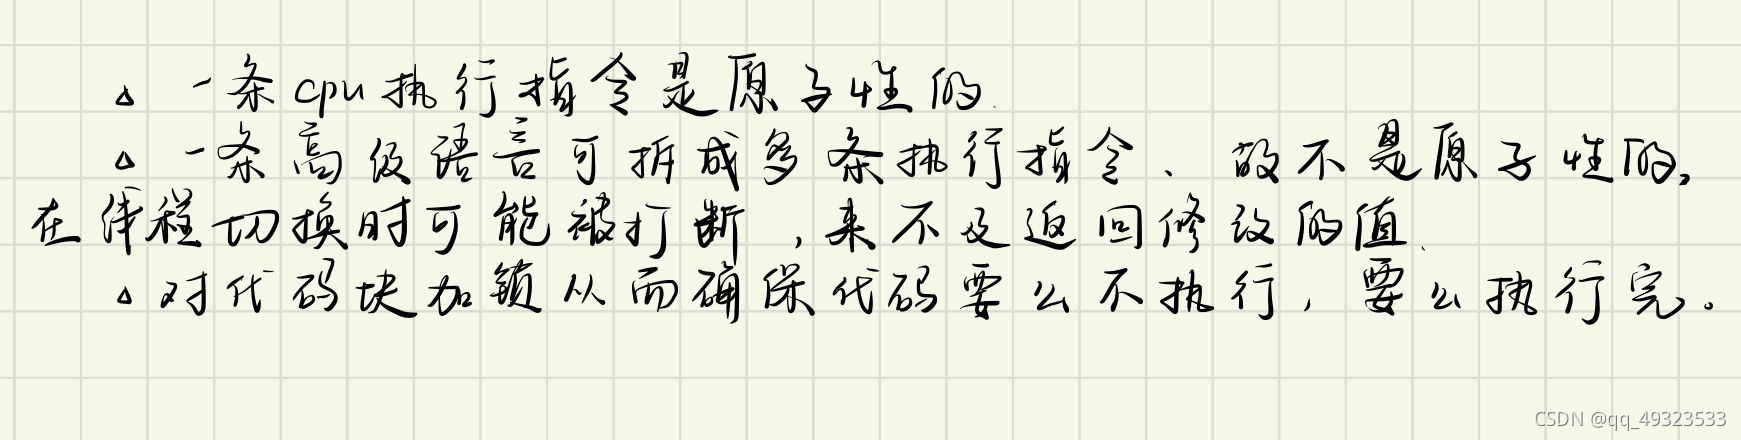 △ 一条cpu执行指令是原子性的.
△ 一条高级语言可拆成多条执行指令、故不是原子性的,
在线程切换时可能被打断,来不及返回修改的值.
△ 对代码块加锁从而确保代码要么不执行,要么执行完。
CSDN @qq_49323533